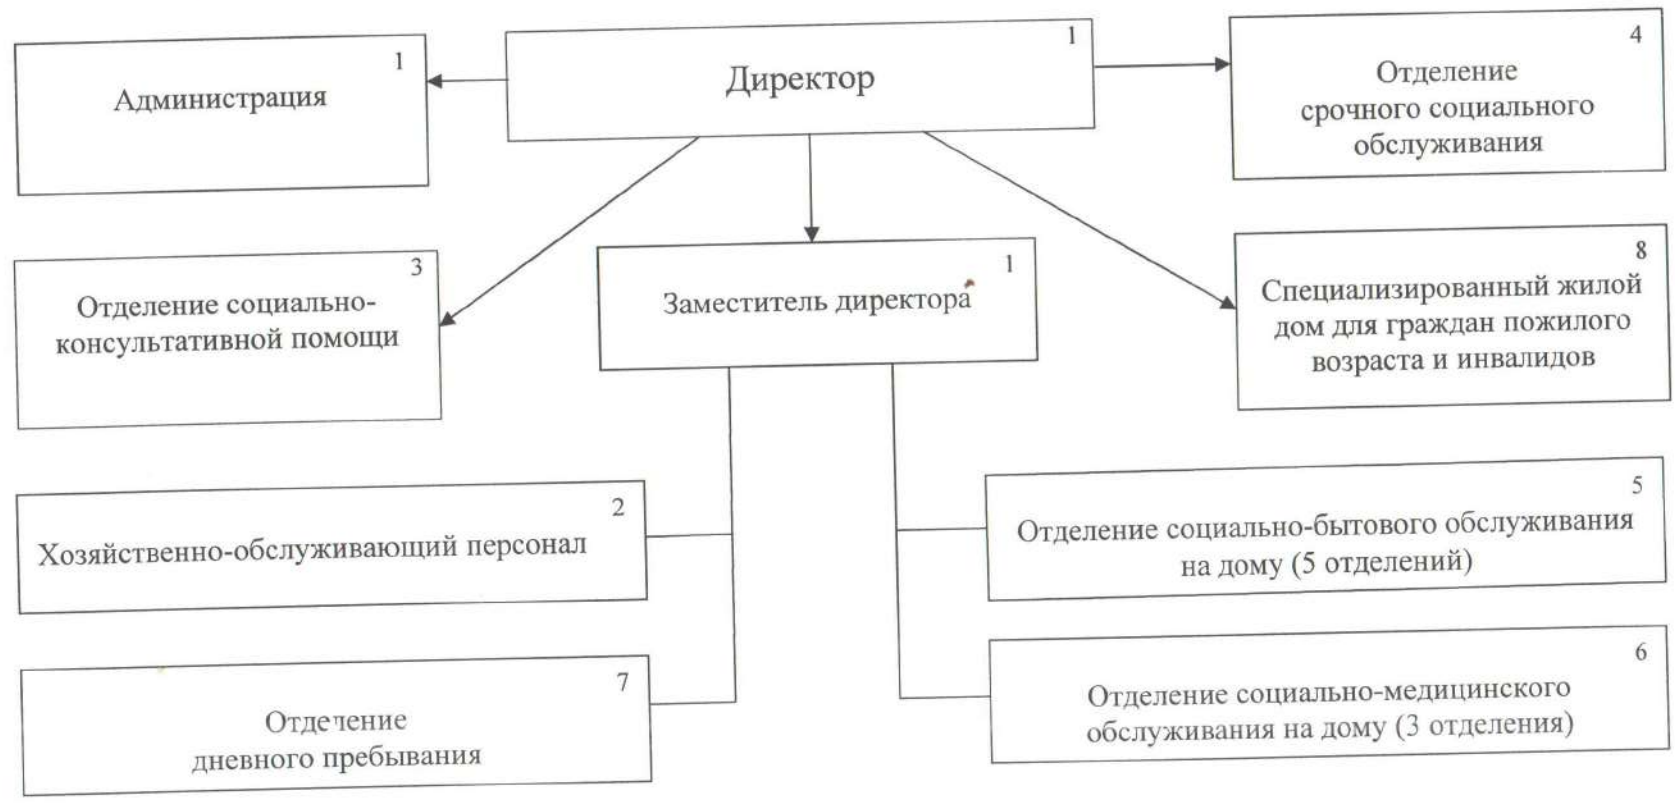 1
Администрация
1
Директор
4
Отделение
срочного социального
обслуживания
3
Отделение социально-
консультативной помощи
1
Заместитель директора
8
Специализированный жилой
дом для граждан пожилого
возраста и инвалидов
2
Хозяйственно-обслуживающий персонал
5
Отделение социально-бытового обслуживания
на дому (5 отделений)
7
Отделение
дневного пребывания
6
Отделение социально-медицинского
обслуживания на дому (3 отделения)